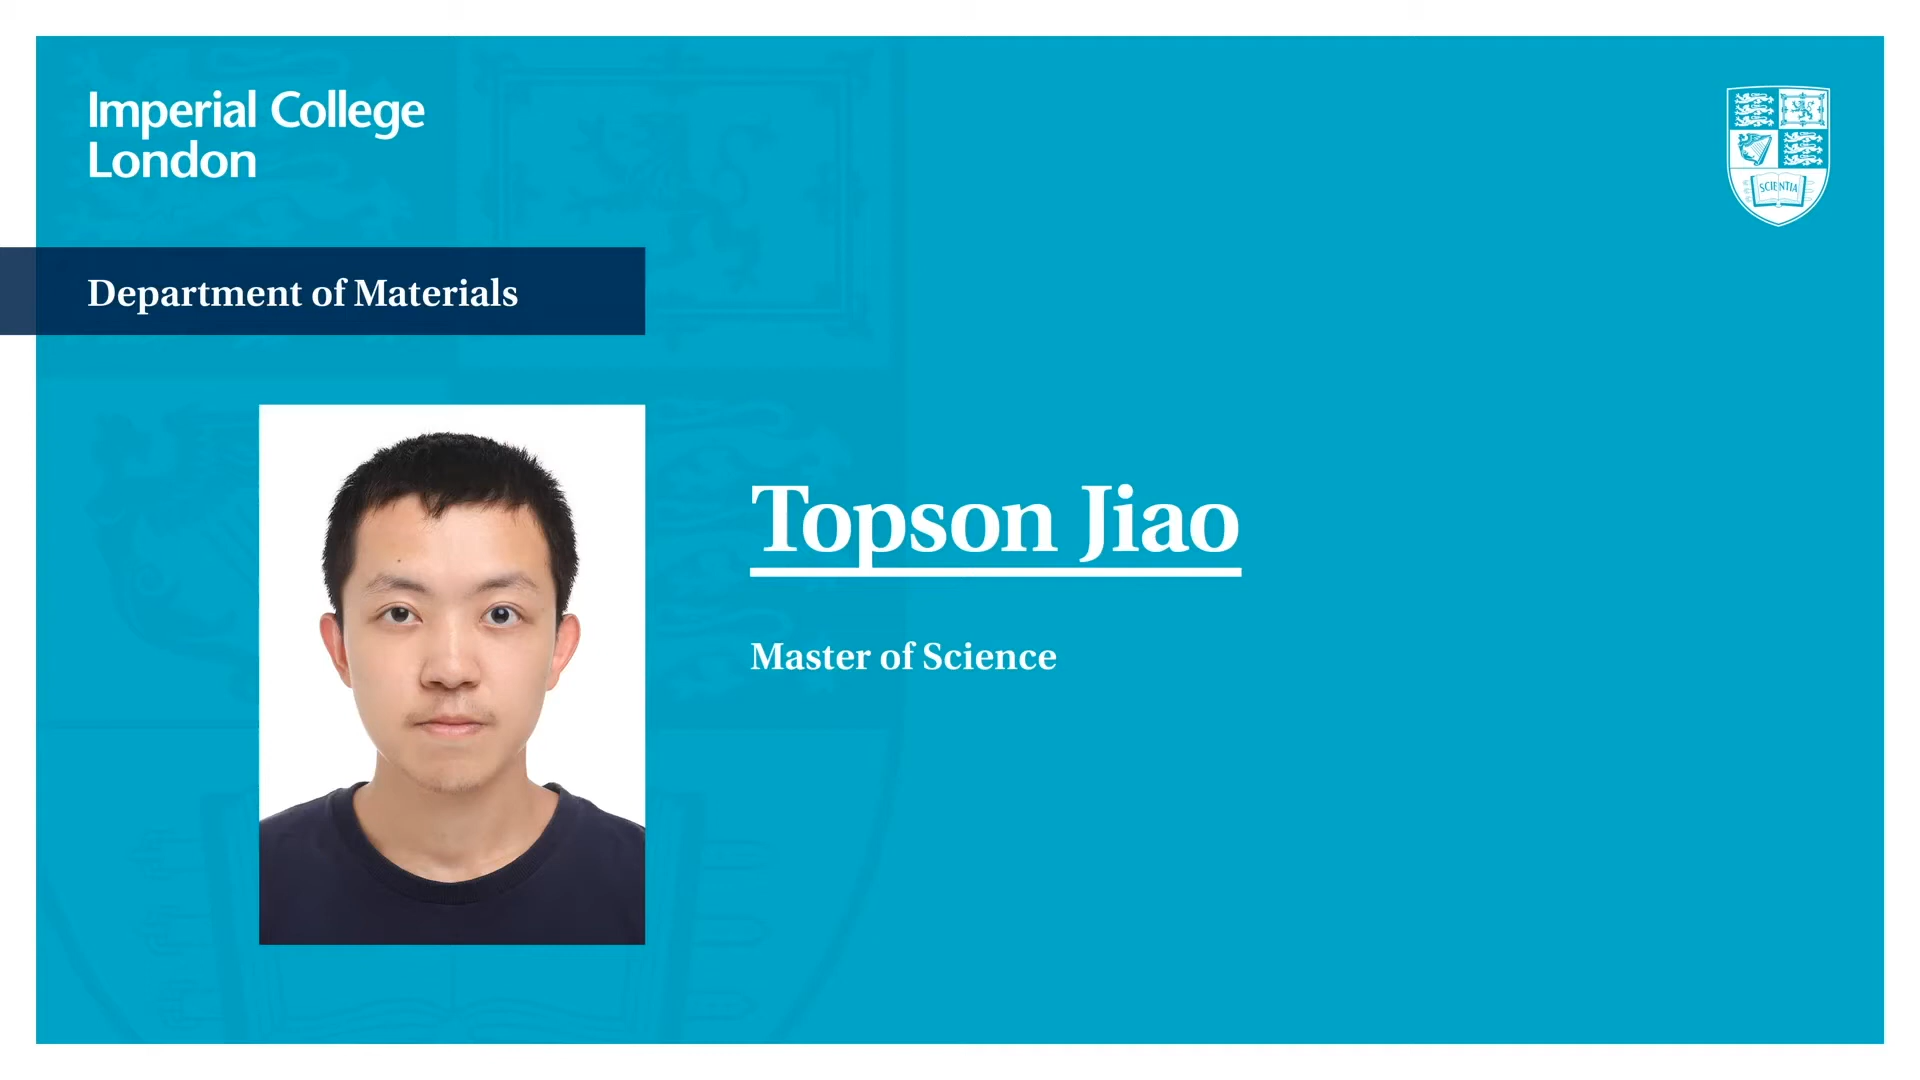 Imperial College
London
SCIENTIA
Department of Materials
Topson Jiao
Master of Science